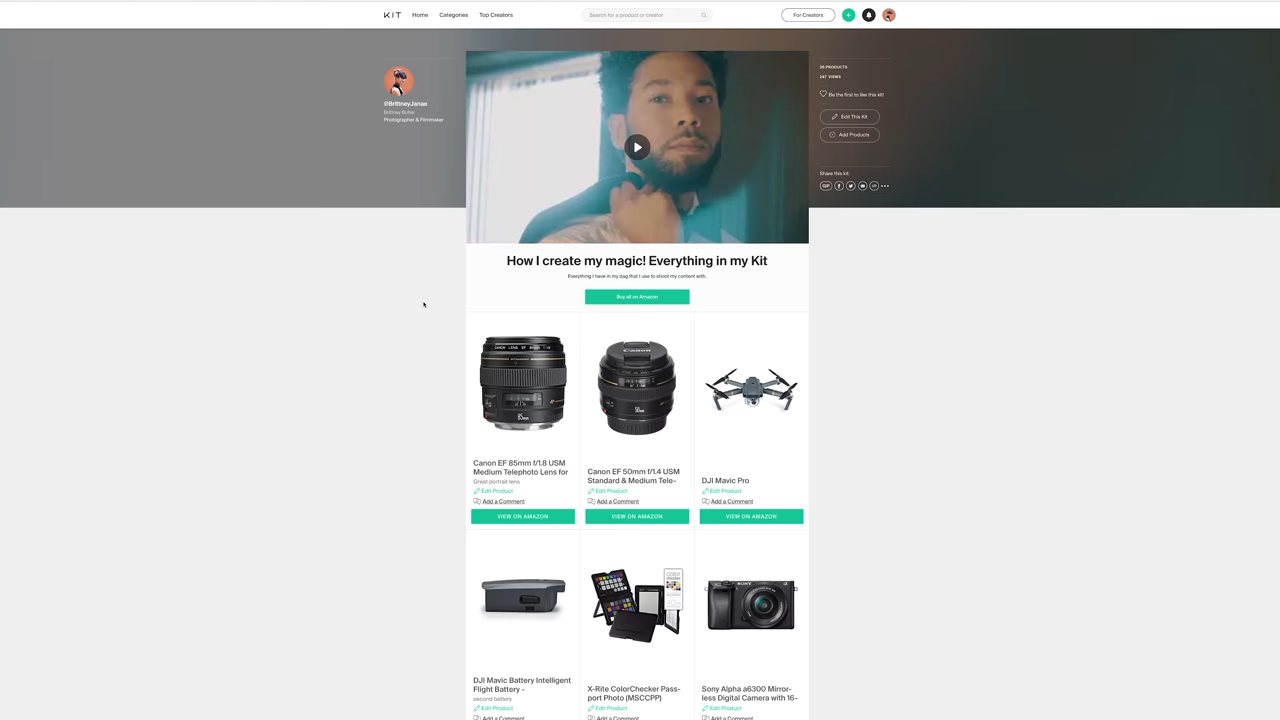 KIT Home Categories Top Creators Search for a product or creator For Creators
@BrittneyJanae
Brittney Butler
Photographer & Filmmaker
25 PRODUCTS
247 VIEWS
Be the first to like this kit!
Edit This Kit
Add Products
Share this kit:
GIF
How I create my magic! Everything in my Kit
Everything I have in my bag that I use to shoot my content with.
Buy all on Amazon
Canon EF 85mm f/1.8 USM
Medium Telephoto Lens for
Great portrait lens
Edit Product
Add a Comment
VIEW ON AMAZON
Canon EF 50mm f/1.4 USM
Standard & Medium Tele-
Edit Product
Add a Comment
VIEW ON AMAZON
DJI Mavic Pro
Edit Product
Add a Comment
VIEW ON AMAZON
DJI Mavic Battery Intelligent
Flight Battery -
second battery
Edit Product
Add a Comment
X-Rite ColorChecker Pass-
port Photo (MSCCPP)
Edit Product
Add a Comment
SONY
Sony Alpha a6300 Mirror-
less Digital Camera with 16-
Edit Product
Add a Comment